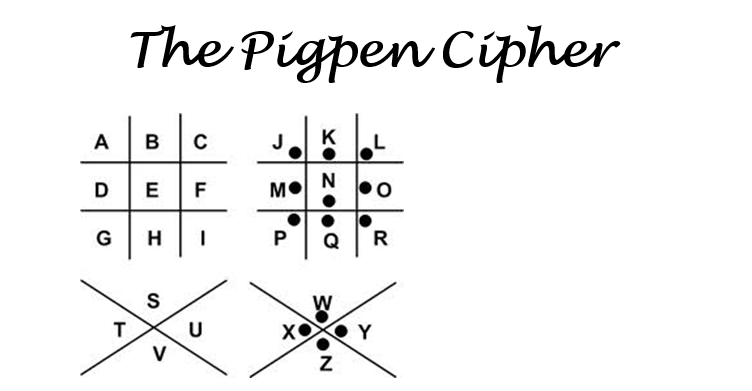 The Pigpen Cipher
A B C J K L
D E F M N O
G H I P Q R
S W
T U X Y
V Z